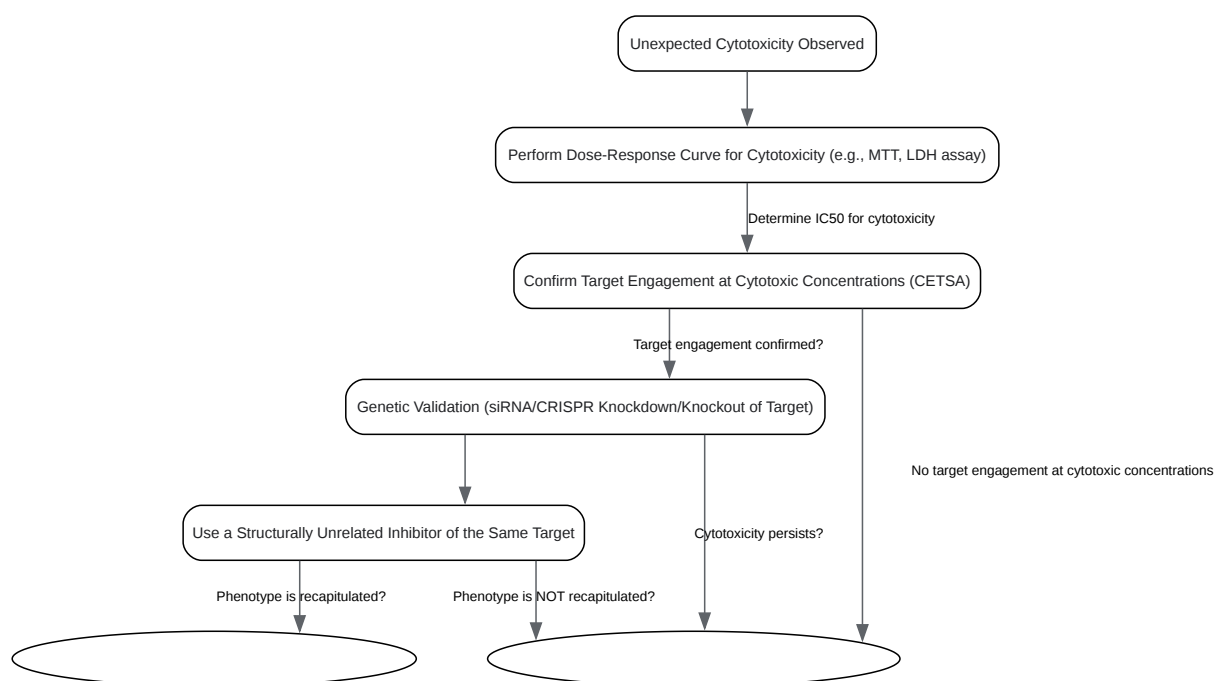 Unexpected Cytotoxicity Observed
Perform Dose-Response Curve for Cytotoxicity (e.g., MTT, LDH assay)
Determine IC50 for cytotoxicity
Confirm Target Engagement at Cytotoxic Concentrations (CETSA)
Target engagement confirmed?
Genetic Validation (siRNA/CRISPR Knockdown/Knockout of Target)
No target engagement at cytotoxic concentrations
Use a Structurally Unrelated Inhibitor of the Same Target
Cytotoxicity persists?
Phenotype is recapitulated?
Phenotype is NOT recapitulated?